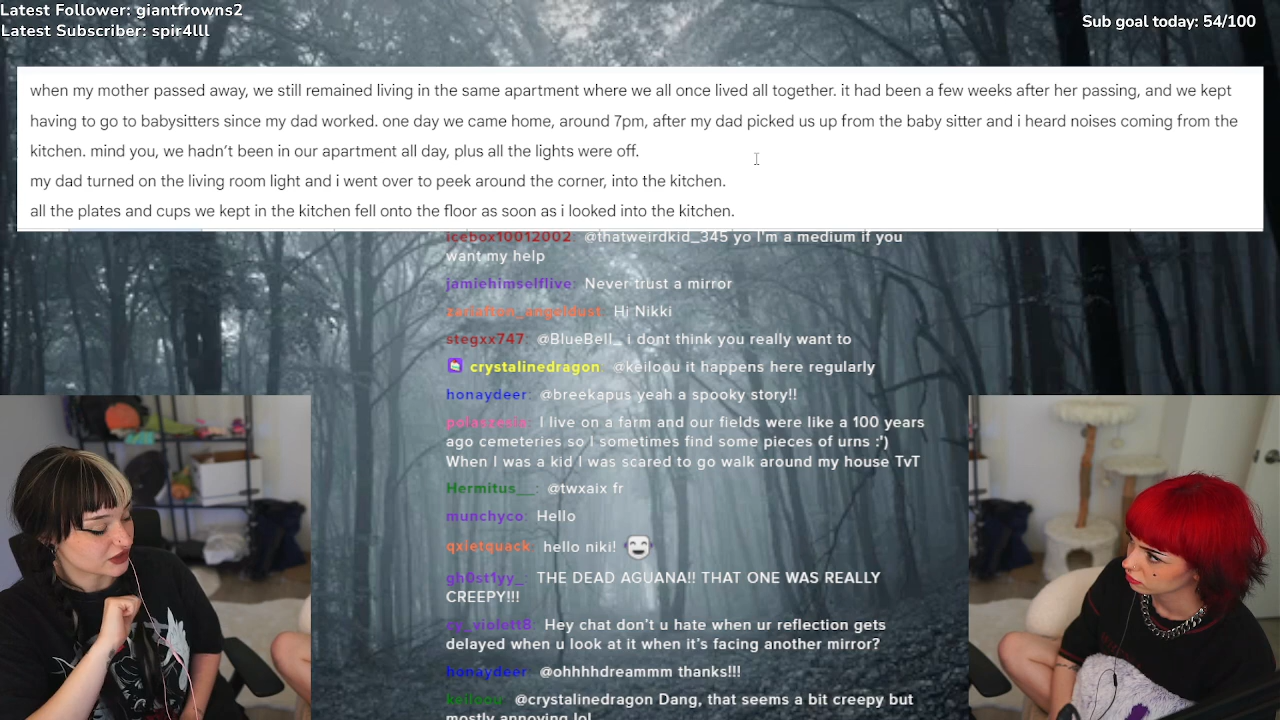 Latest Follower: giantfrowns2
Latest Subscriber: spir4lll
Sub goal today: 54/100
when my mother passed away, we still remained living in the same apartment where we all once lived all together. it had been a few weeks after her passing, and we kept
having to go to babysitters since my dad worked. one day we came home, around 7pm, after my dad picked us up from the baby sitter and i heard noises coming from the
kitchen. mind you, we hadn't been in our apartment all day, plus all the lights were off.
my dad turned on the living room light and i went over to peek around the corner, into the kitchen.
all the plates and cups we kept in the kitchen fell onto the floor as soon as i looked into the kitchen.
icebox10012002: @thatweirdkid_345 yo I'm a medium if you
want my help
jamiehimselflive: Never trust a mirror
Hi Nikki
stegxx747: @BlueBell_ i dont think you really want to
crystalinedragon @keiloou it happens here regularly
honaydeer: @breekapus yeah a spooky story!!
I live on a farm and our fields were like a 100 years
ago cemeteries so I sometimes find some pieces of urns :')
When I was a kid I was scared to go walk around my house TvT
Hermitus__: @twxaix fr
munchyco: Hello
qxietquack hello niki!
gh0st1yy_ THE DEAD AGUANA!! THAT ONE WAS REALLY
CREEPY!!!
Hey chat don't u hate when ur reflection gets
delayed when u look at it when it's facing another mirror?
honaydeer: @ohhhhdreammm thanks!!!
keiloou: @crystalinedragon Dang, that seems a bit creepy but
mostly annoying lol